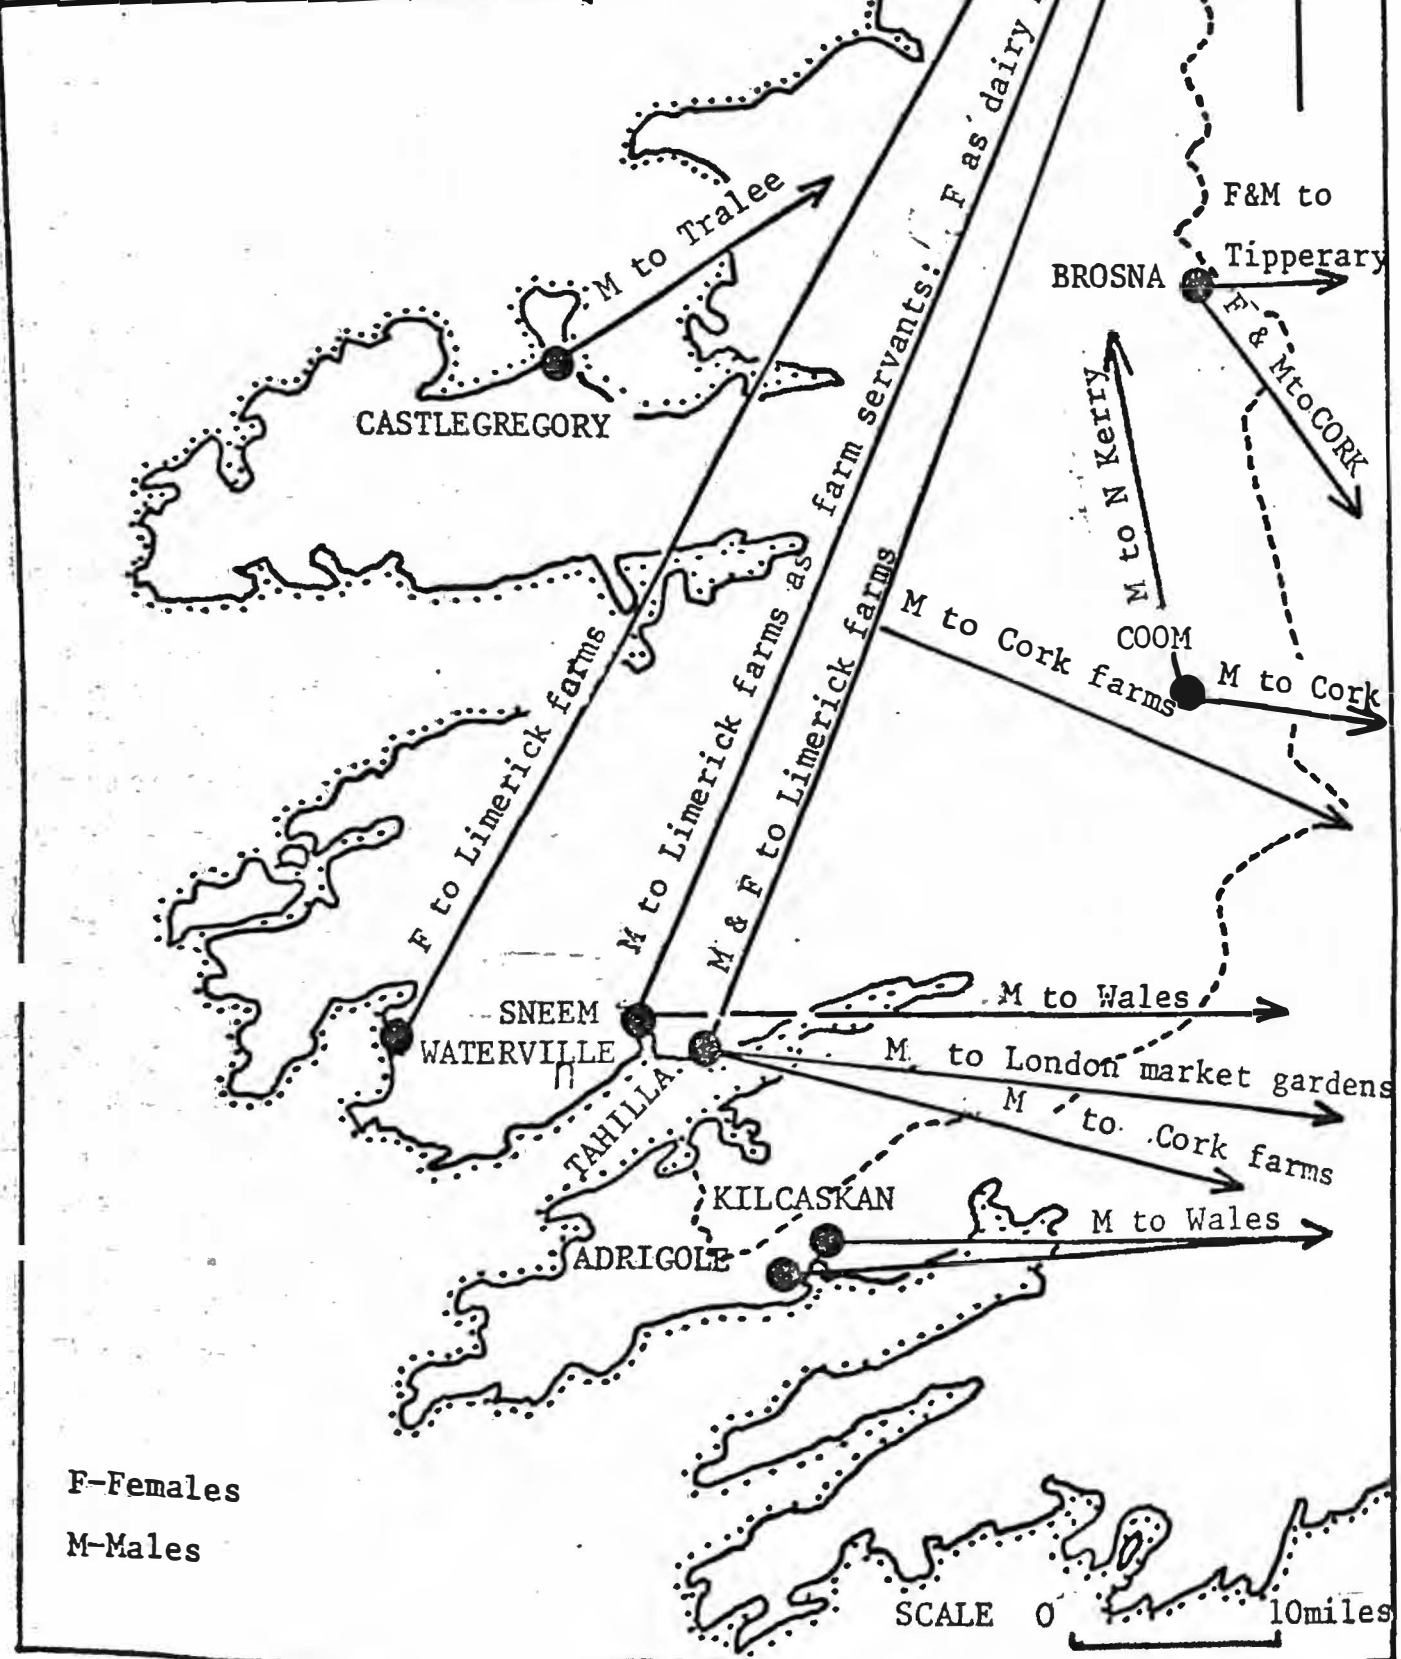 F as dairy
M to Tralee
F&M to
Tipperary
BROSNA
F & M to CORK
CASTLEGREGORY
M to N Kerry
M to Limerick farms as farm servants.
COOM
M to Cork
M to Cork farms
F to Limerick farms
M & F to Limerick farms
SNEEM
M to Wales
WATERVILLE
M to London market gardens
TAHILLA
M to Cork farms
KILCASKAN
M to Wales
ADRIGOLE
F-Females
M-Males
SCALE 0 10miles